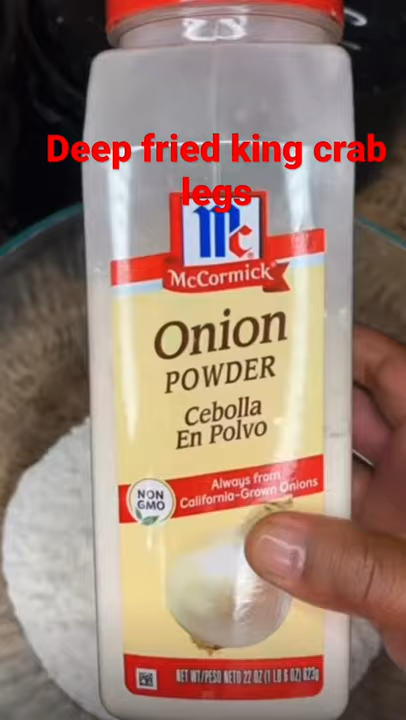 Deep fried king crab
legs
Mc
McCormick®
Onion
POWDER
Cebolla
En Polvo
NON
GMO
Always from
California-Grown Onions
NET WT/PESO NETO 22 OZ (1 LB 6 OZ) 623g